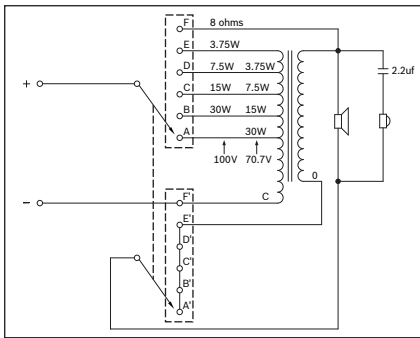 F 8 ohms
E 3.75W
D 7.5W 3.75W
+ C 15W 7.5W 2.2uf
B 30W 15W
A 30W
100V 70.7V
0
− F' C
E'
D'
C'
B'
A'